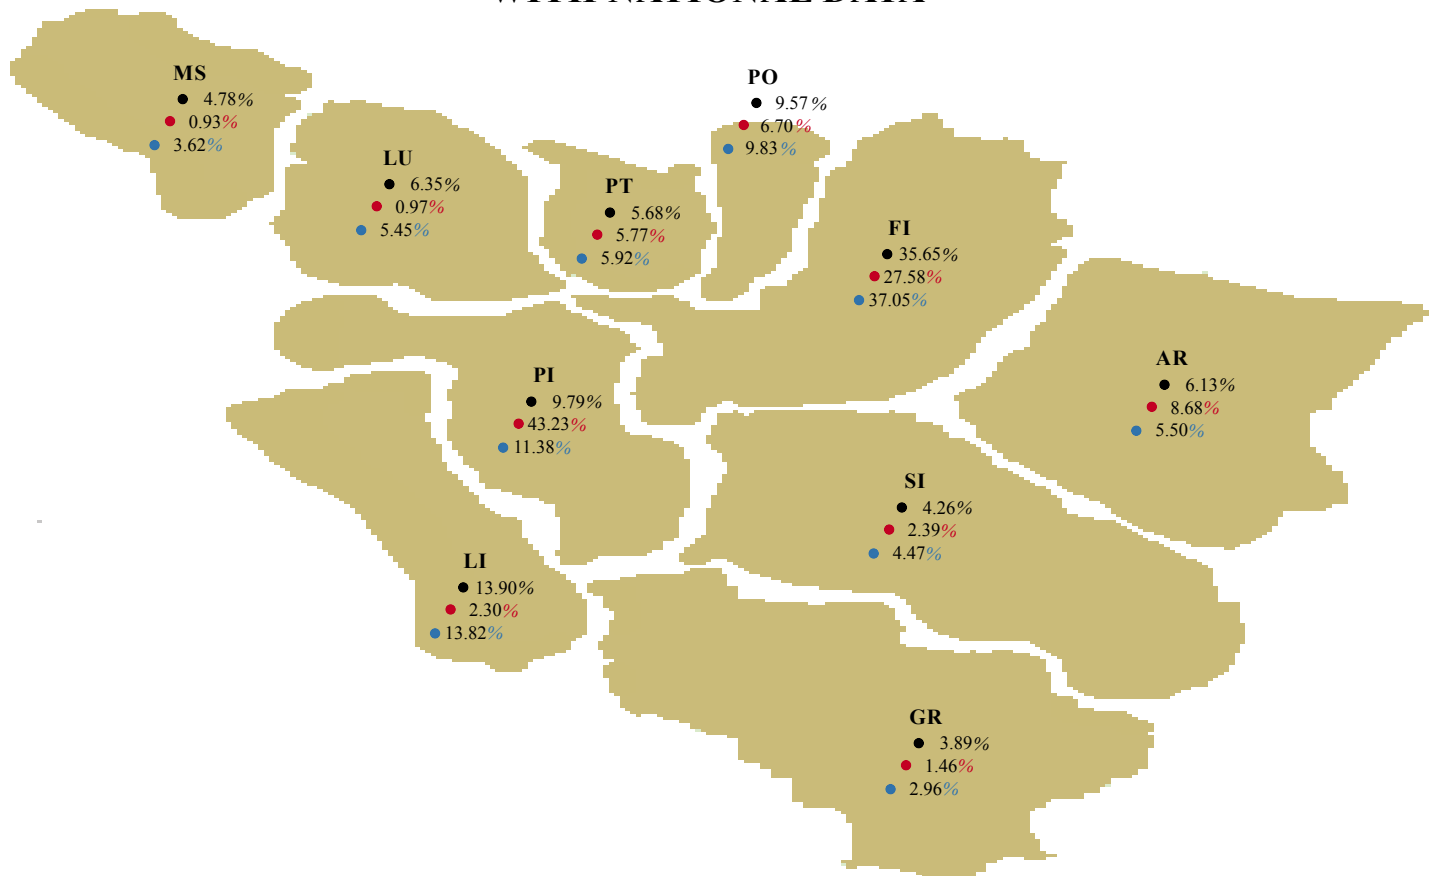 WITH NATIONAL DATA
MS
4.78%
0.93%
3.62%
PO
9.57%
6.70%
9.83%
LU
6.35%
0.97%
5.45%
PT
5.68%
5.77%
5.92%
FI
35.65%
27.58%
37.05%
AR
6.13%
8.68%
5.50%
PI
9.79%
43.23%
11.38%
SI
4.26%
2.39%
4.47%
LI
13.90%
2.30%
13.82%
GR
3.89%
1.46%
2.96%